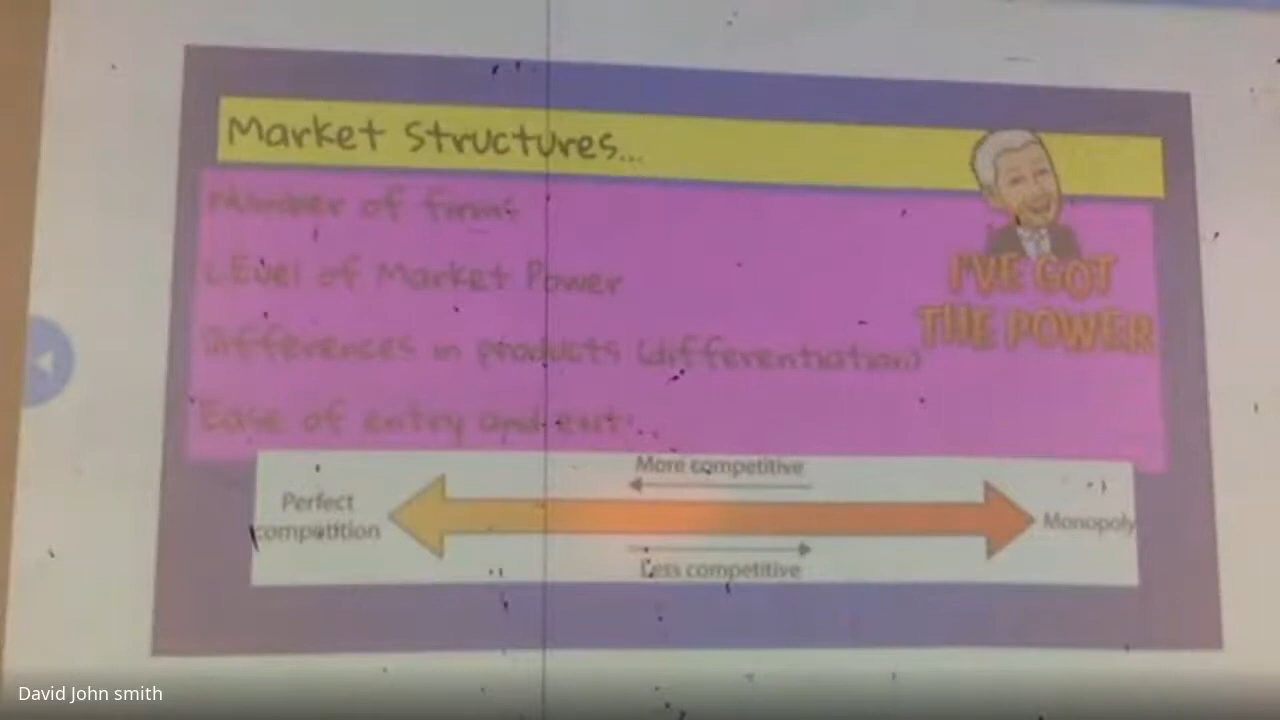 Market Structures...
Number of firms
LEvel of Market Power
I'VE GOT
THE POWER
Differences in products (differentiation)
Ease of entry and exit...
More competitive
Perfect
competition
Monopoly
Less competitive
David John smith